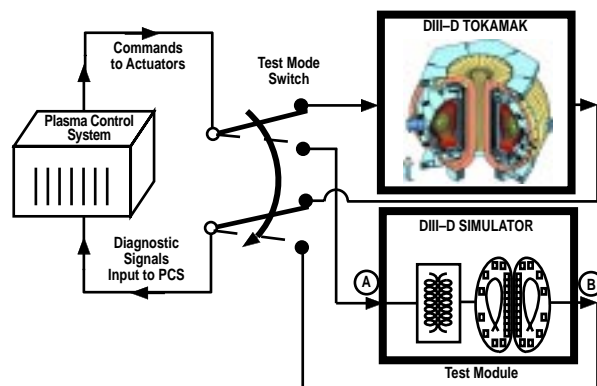 Commands
to Actuators
Test Mode
Switch
DIII–D TOKAMAK
Plasma Control
System
Diagnostic
Signals
Input to PCS
DIII–D SIMULATOR
A
B
Test Module